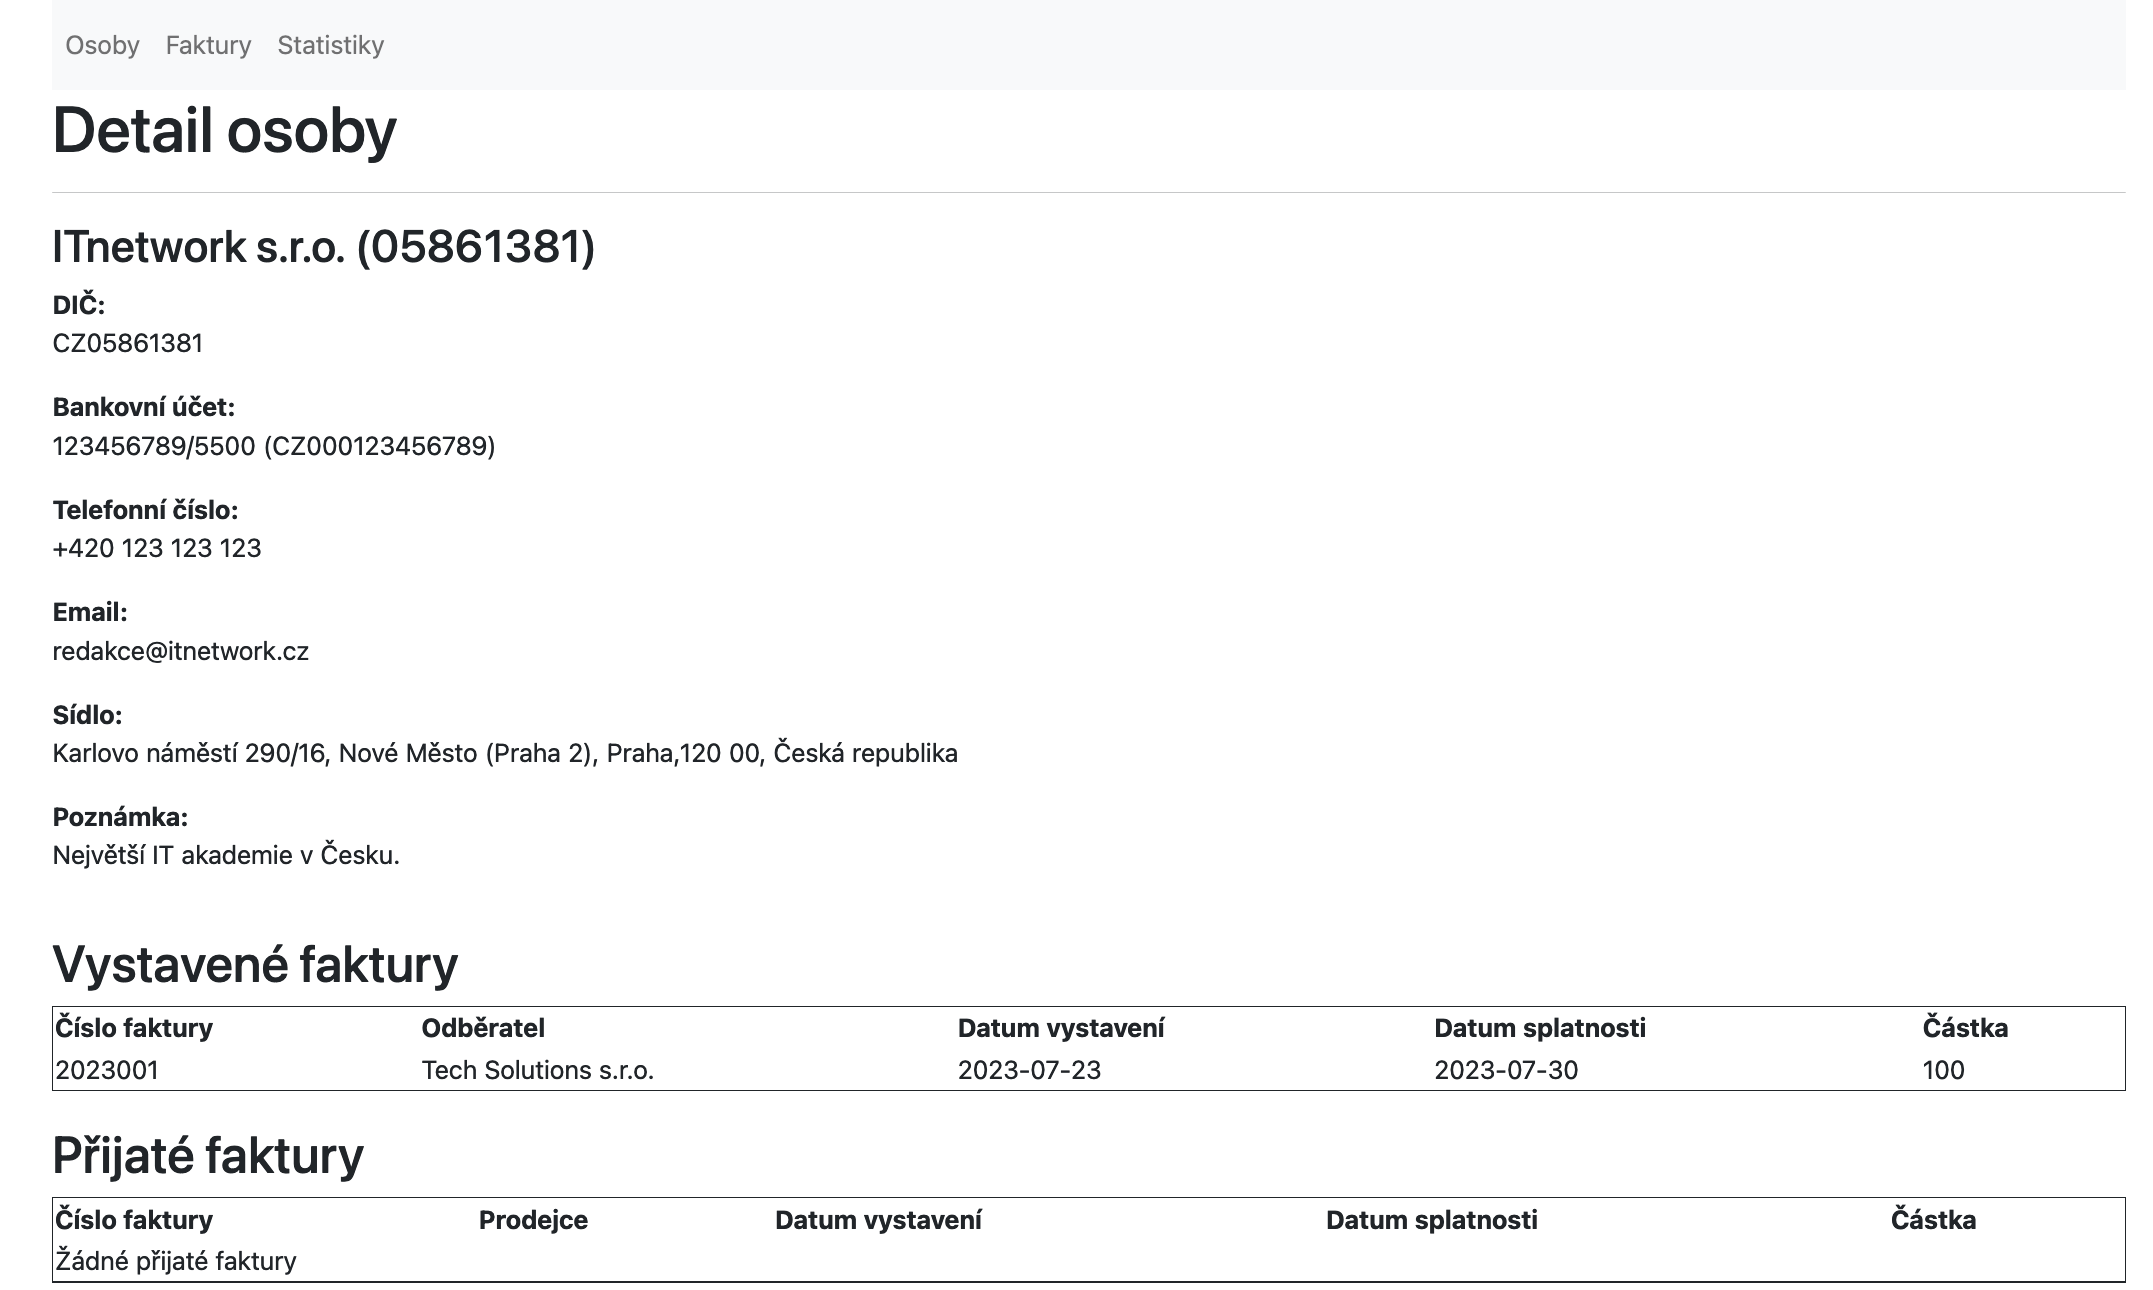 Osoby Faktury Statistiky
Detail osoby
ITnetwork s.r.o. (05861381)
DIČ:
CZ05861381
Bankovní účet:
123456789/5500 (CZ000123456789)
Telefonní číslo:
+420 123 123 123
Email:
redakce@itnetwork.cz
Sídlo:
Karlovo náměstí 290/16, Nové Město (Praha 2), Praha,120 00, Česká republika
Poznámka:
Největší IT akademie v Česku.
Vystavené faktury
Číslo faktury Odběratel Datum vystavení Datum splatnosti Částka
2023001 Tech Solutions s.r.o. 2023-07-23 2023-07-30 100
Přijaté faktury
Číslo faktury Prodejce Datum vystavení Datum splatnosti Částka
Žádné přijaté faktury